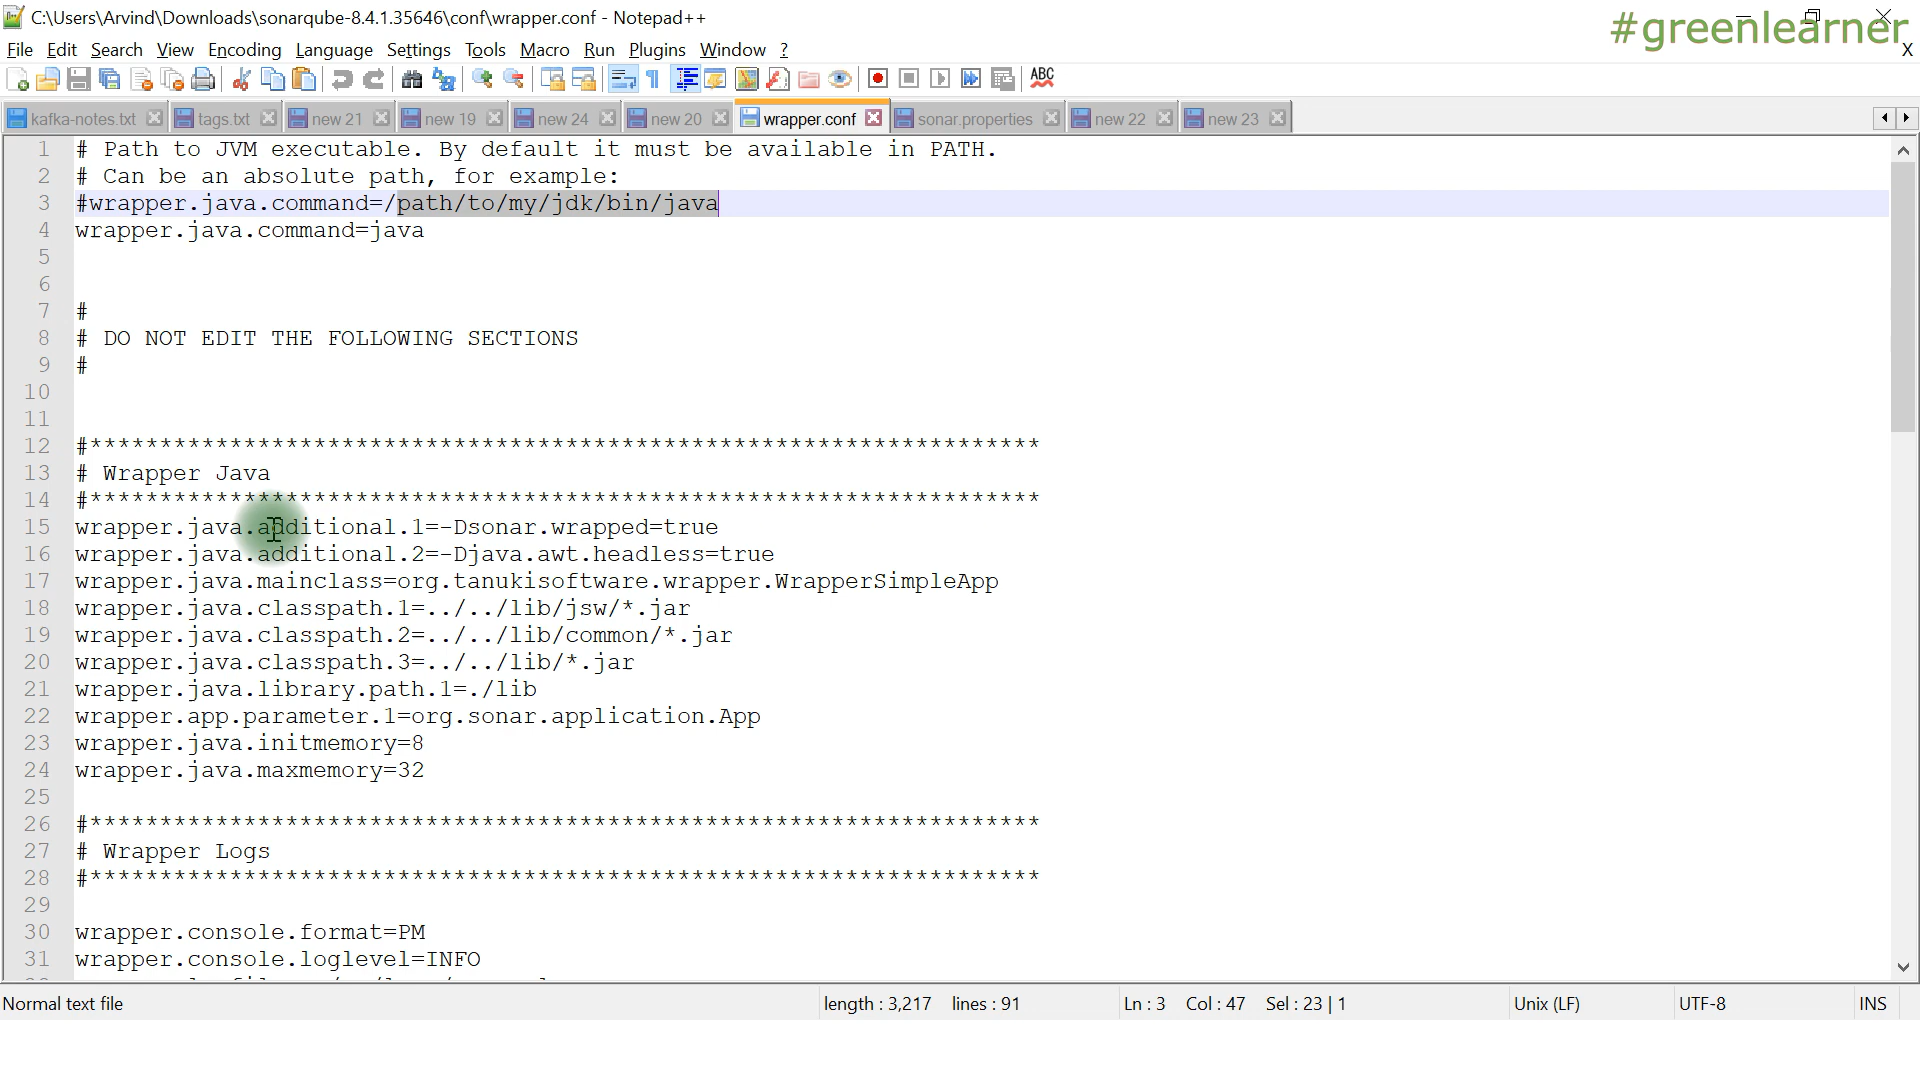 C:\Users\Arvind\Downloads\sonarqube-8.4.1.35646\conf\wrapper.conf - Notepad++
#greenlearner
File Edit Search View Encoding Language Settings Tools Macro Run Plugins Window ?
X
ABC
kafka-notes.txt tags.txt new 21 new 19 new 24 new 20 wrapper.conf sonar.properties new 22 new 23
1 # Path to JVM executable. By default it must be available in PATH.
2 # Can be an absolute path, for example:
3 #wrapper.java.command=/path/to/my/jdk/bin/java
4 wrapper.java.command=java
5
6
7 #
8 # DO NOT EDIT THE FOLLOWING SECTIONS
9 #
10
11
12 #********************************************************************
13 # Wrapper Java
14 #********************************************************************
15 wrapper.java.additional.1=-Dsonar.wrapped=true
16 wrapper.java.additional.2=-Djava.awt.headless=true
17 wrapper.java.mainclass=org.tanukisoftware.wrapper.WrapperSimpleApp
18 wrapper.java.classpath.1=../../lib/jsw/*.jar
19 wrapper.java.classpath.2=../../lib/common/*.jar
20 wrapper.java.classpath.3=../../lib/*.jar
21 wrapper.java.library.path.1=./lib
22 wrapper.app.parameter.1=org.sonar.application.App
23 wrapper.java.initmemory=8
24 wrapper.java.maxmemory=32
25
26 #********************************************************************
27 # Wrapper Logs
28 #********************************************************************
29
30 wrapper.console.format=PM
31 wrapper.console.loglevel=INFO
Normal text file length : 3,217 lines : 91 Ln : 3 Col : 47 Sel : 23 | 1 Unix (LF) UTF-8 INS